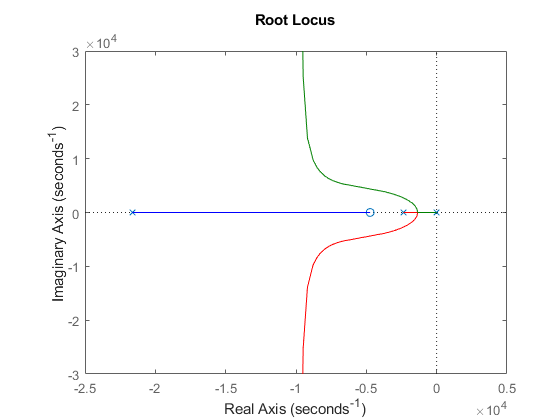 Root Locus
×10^4
3
2
1
0
-1
-2
-3
Imaginary Axis (seconds^-1)
-2.5 -2 -1.5 -1 -0.5 0 0.5
Real Axis (seconds^-1)
×10^4